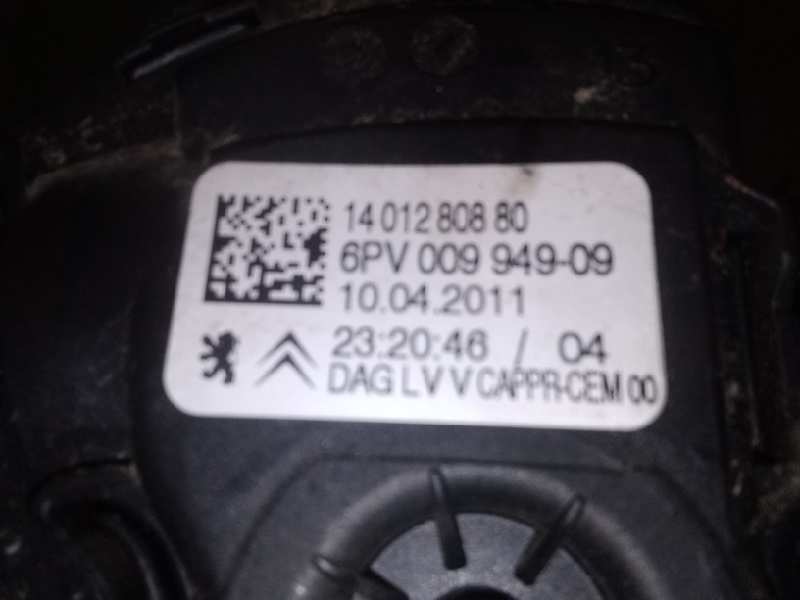 13
14 012 808 80
6PV 009 949-09
10.04.2011
23:20:46 / 04
DAG L V V CAPPR-CEM 00